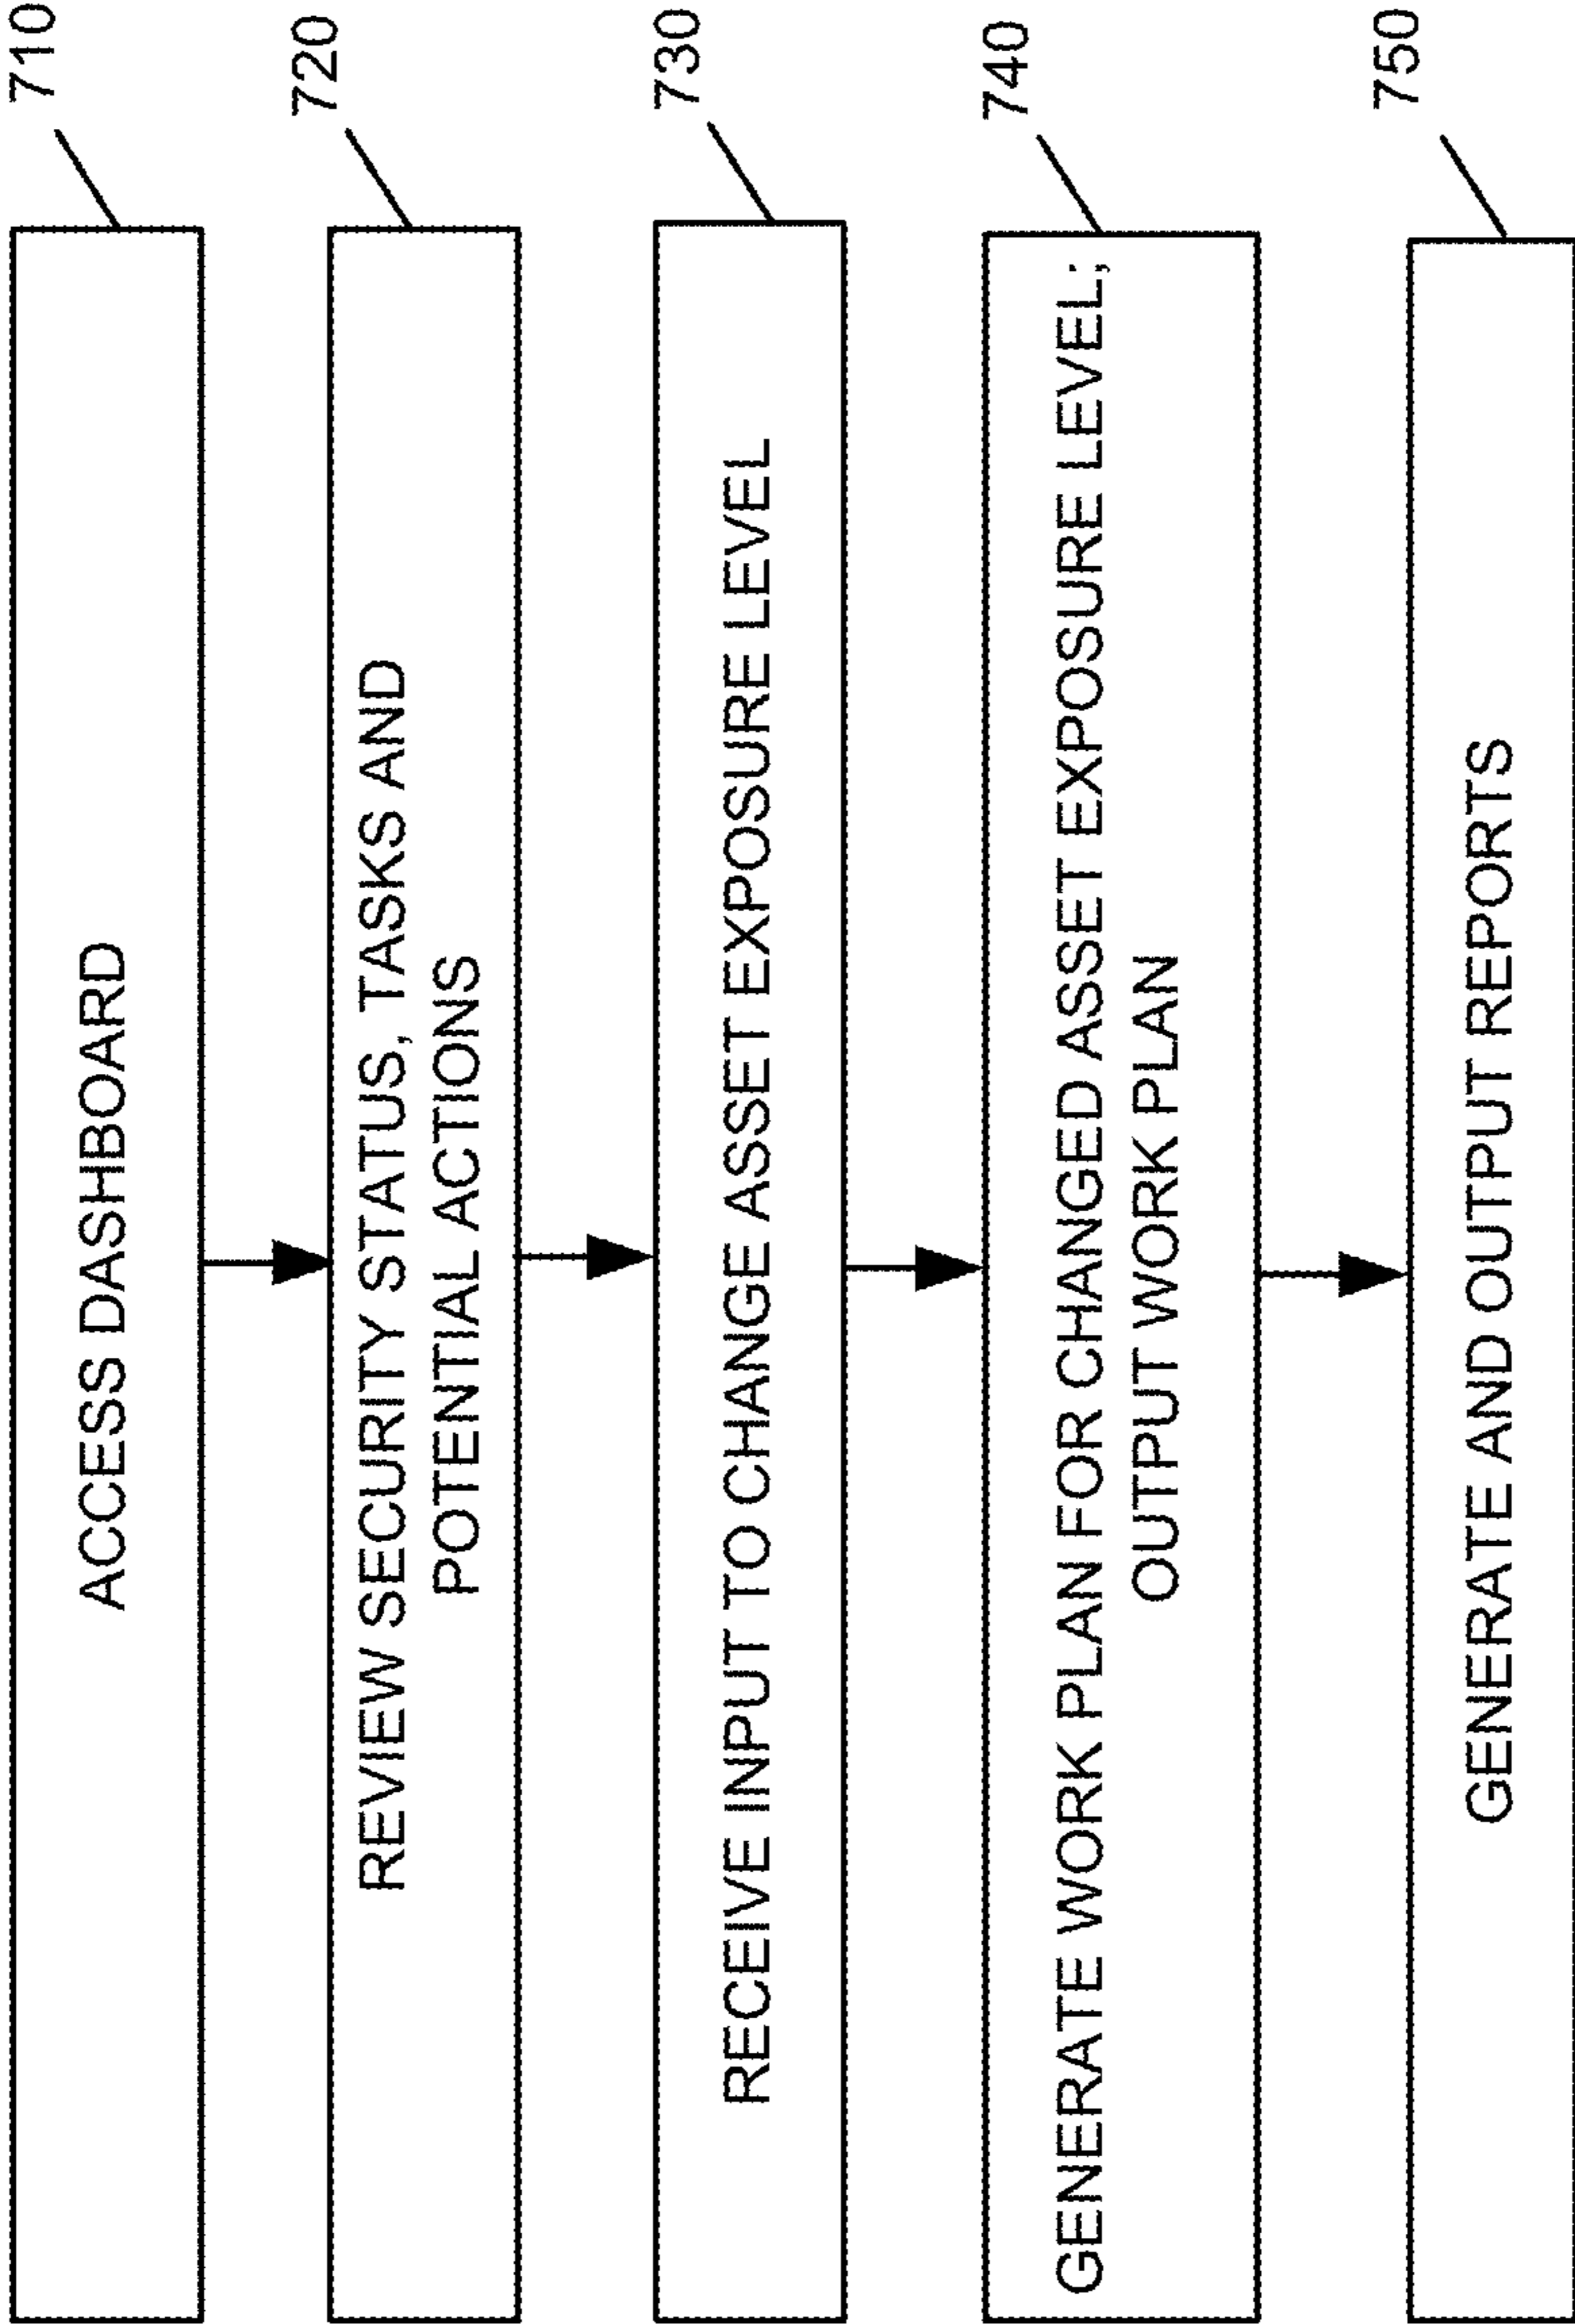 710
ACCESS DASHBOARD
720
REVIEW SECURITY STATUS, TASKS AND
POTENTIAL ACTIONS
730
RECEIVE INPUT TO CHANGE ASSET EXPOSURE LEVEL
740
GENERATE WORK PLAN FOR CHANGED ASSET EXPOSURE LEVEL;
OUTPUT WORK PLAN
750
GENERATE AND OUTPUT REPORTS